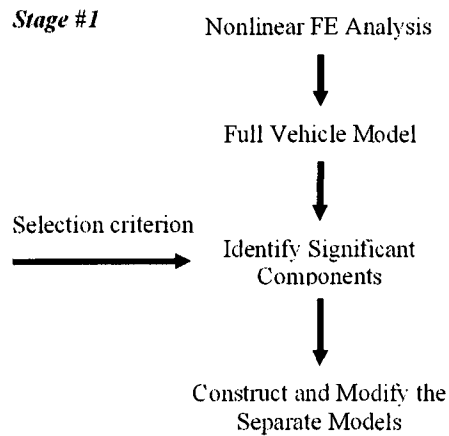 Stage #1
Nonlinear FE Analysis
Full Vehicle Model
Selection criterion
Identify Significant
Components
Construct and Modify the
Separate Models